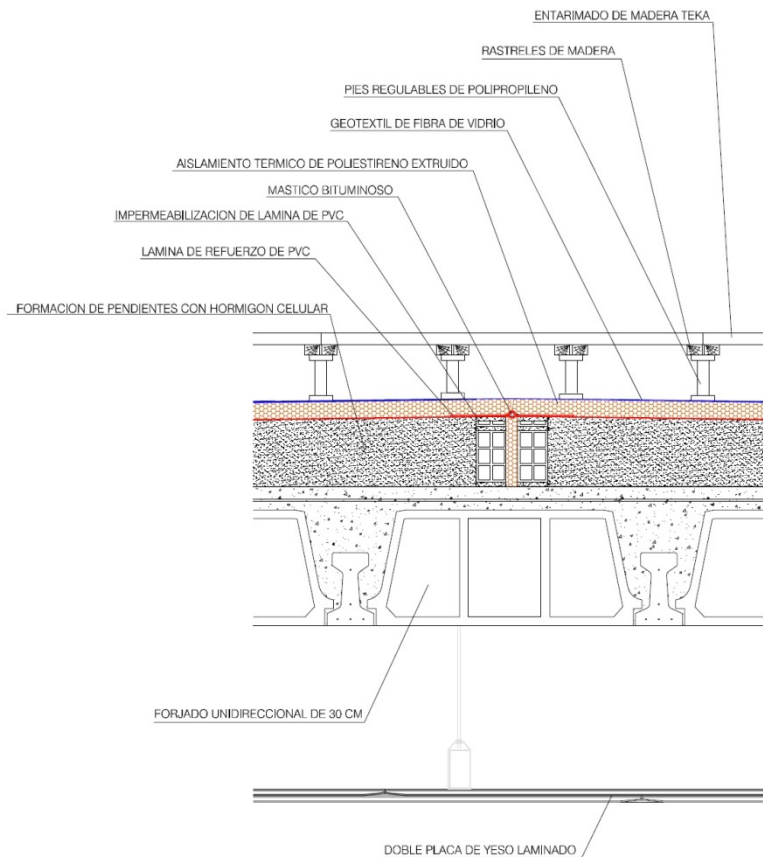 ENTARIMADO DE MADERA TEKA
RASTRELES DE MADERA
PIES REGULABLES DE POLIPROPILENO
GEOTEXTIL DE FIBRA DE VIDRIO
AISLAMIENTO TERMICO DE POLIESTIRENO EXTRUIDO
MASTICO BITUMINOSO
IMPERMEABILIZACION DE LAMINA DE PVC
LAMINA DE REFUERZO DE PVC
FORMACION DE PENDIENTES CON HORMIGON CELULAR
FORJADO UNIDIRECCIONAL DE 30 CM
DOBLE PLACA DE YESO LAMINADO